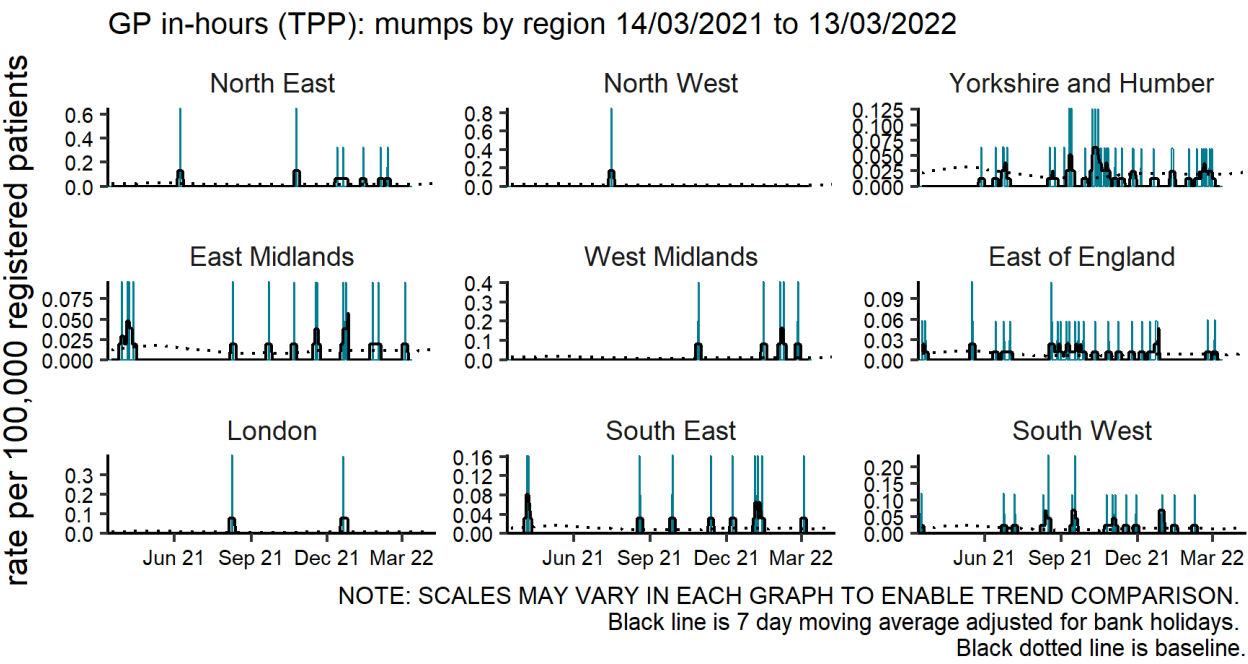 GP in-hours (TPP): mumps by region 14/03/2021 to 13/03/2022
rate per 100,000 registered patients
North East
0.6
0.4
0.2
0.0
North West
0.8
0.6
0.4
0.2
0.0
Yorkshire and Humber
0.125
0.100
0.075
0.050
0.025
0.000
East Midlands
0.075
0.050
0.025
0.000
West Midlands
0.4
0.3
0.2
0.1
0.0
East of England
0.09
0.06
0.03
0.00
London
0.3
0.2
0.1
0.0
Jun 21 Sep 21 Dec 21 Mar 22
South East
0.16
0.12
0.08
0.04
0.00
Jun 21 Sep 21 Dec 21 Mar 22
South West
0.20
0.15
0.10
0.05
0.00
Jun 21 Sep 21 Dec 21 Mar 22
NOTE: SCALES MAY VARY IN EACH GRAPH TO ENABLE TREND COMPARISON.
Black line is 7 day moving average adjusted for bank holidays.
Black dotted line is baseline.